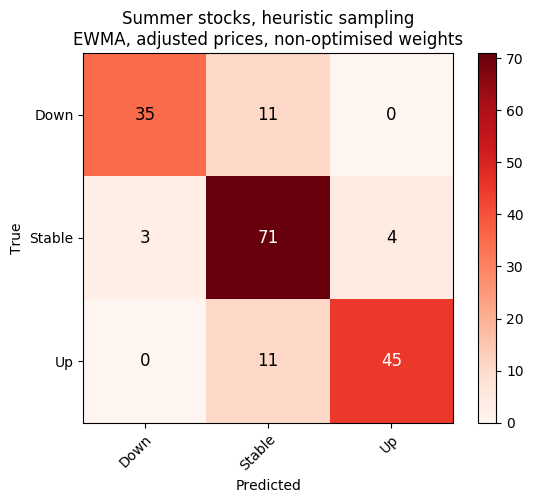 Summer stocks, heuristic sampling
EWMA, adjusted prices, non-optimised weights
70
60
50
40
30
20
10
0
True
Down
35
11
0
Stable
3
71
4
Up
0
11
45
Down
Stable
Up
Predicted